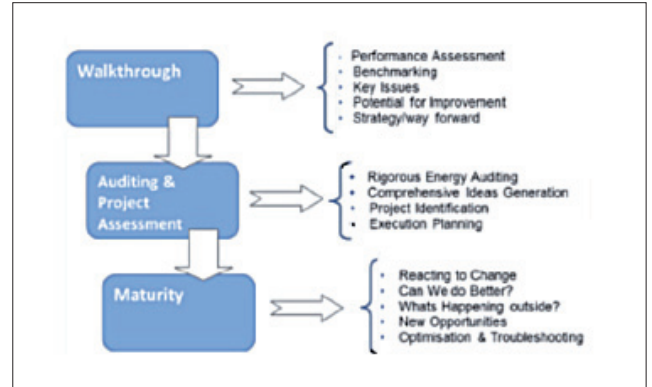 Walkthrough
Performance Assessment
Benchmarking
Key Issues
Potential for Improvement
Strategy/way forward
Auditing &
Project
Assessment
Rigorous Energy Auditing
Comprehensive Ideas Generation
Project Identification
Execution Planning
Maturity
Reacting to Change
Can We do Better?
Whats Happening outside?
New Opportunities
Optimisation & Troubleshooting